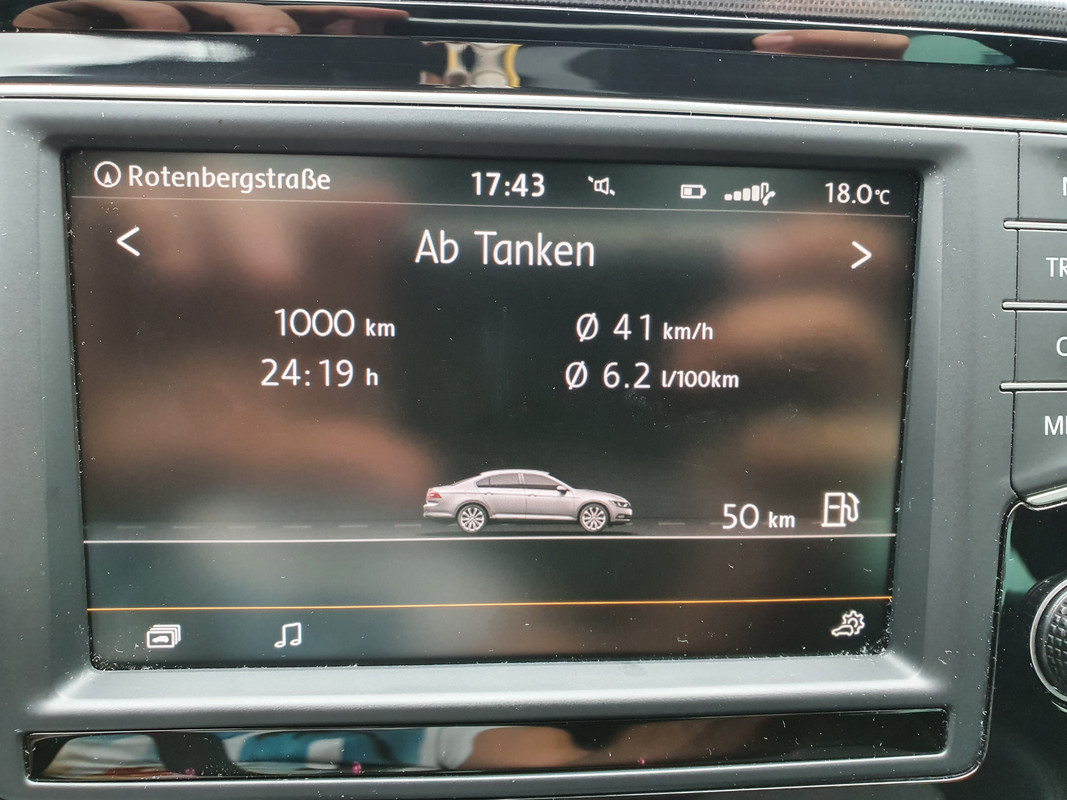 Rotenbergstraße 17:43 18.0°C
< Ab Tanken >
1000 km Ø 41 km/h
24:19 h Ø 6.2 l/100km
50 km